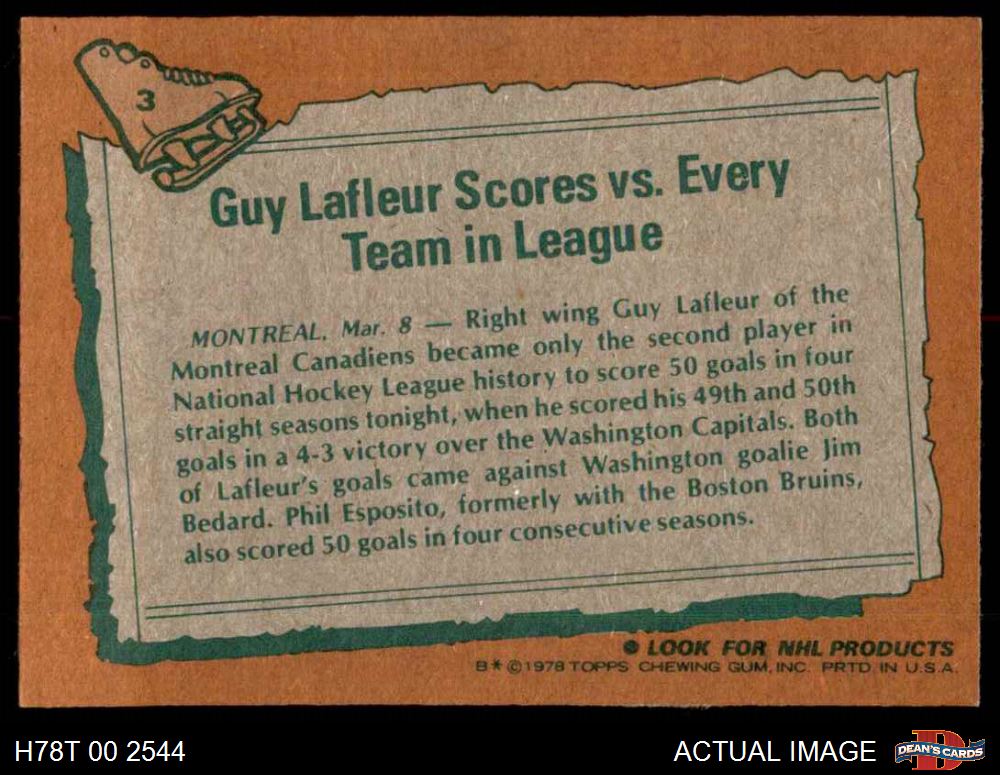 3
Guy Lafleur Scores vs. Every
Team in League
MONTREAL, Mar. 8 — Right wing Guy Lafleur of the
Montreal Canadiens became only the second player in
National Hockey League history to score 50 goals in four
straight seasons tonight, when he scored his 49th and 50th
goals in a 4-3 victory over the Washington Capitals. Both
of Lafleur's goals came against Washington goalie Jim
Bedard. Phil Esposito, formerly with the Boston Bruins,
also scored 50 goals in four consecutive seasons.
LOOK FOR NHL PRODUCTS
B* © 1978 TOPPS CHEWING GUM, INC. PRTD. IN U.S.A.
H78T 00 2544
ACTUAL IMAGE
D
DEAN'S CARDS